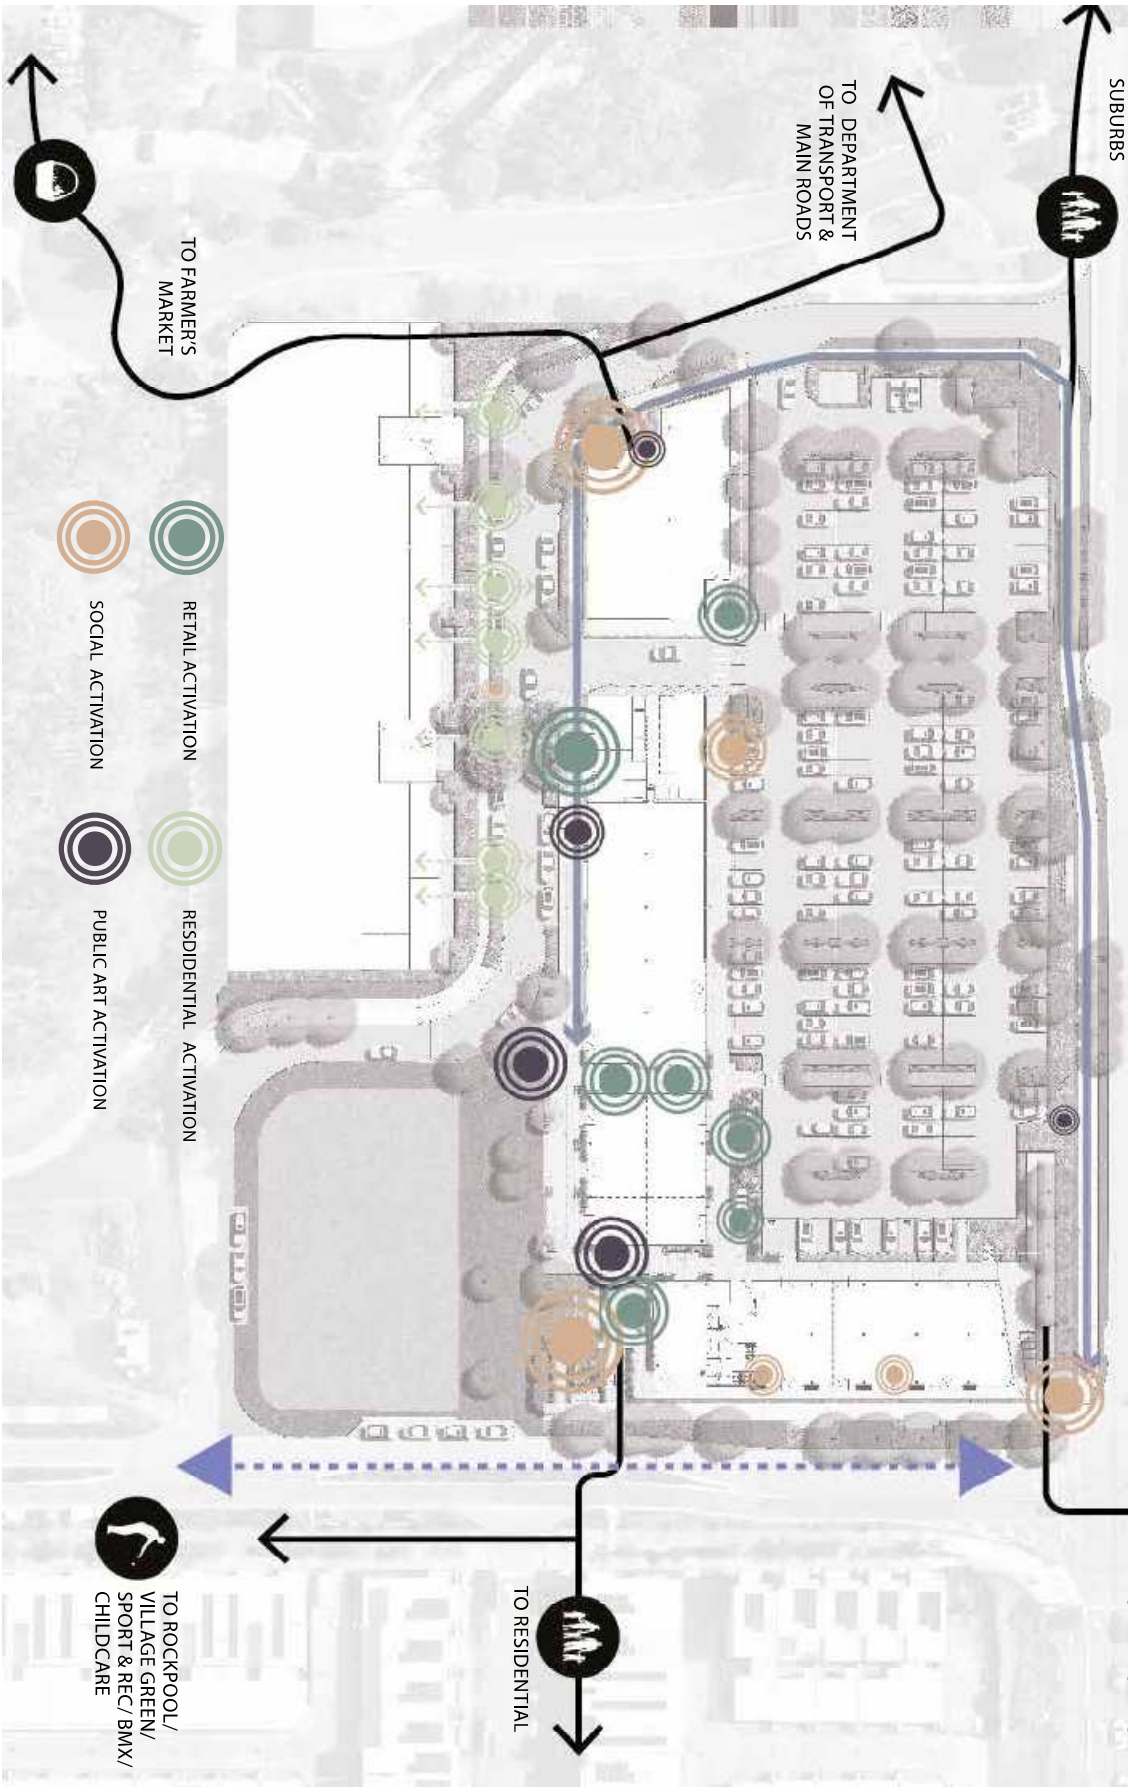 SUBURBS
TO DEPARTMENT
OF TRANSPORT &
MAIN ROADS
TO FARMER'S
MARKET
RETAIL ACTIVATION
SOCIAL ACTIVATION
RESDIDENTIAL ACTIVATION
PUBLIC ART ACTIVATION
TO ROCKPOOL/
VILLAGE GREEN/
SPORT & REC/ BMX/
CHILDCARE
TO RESIDENTIAL